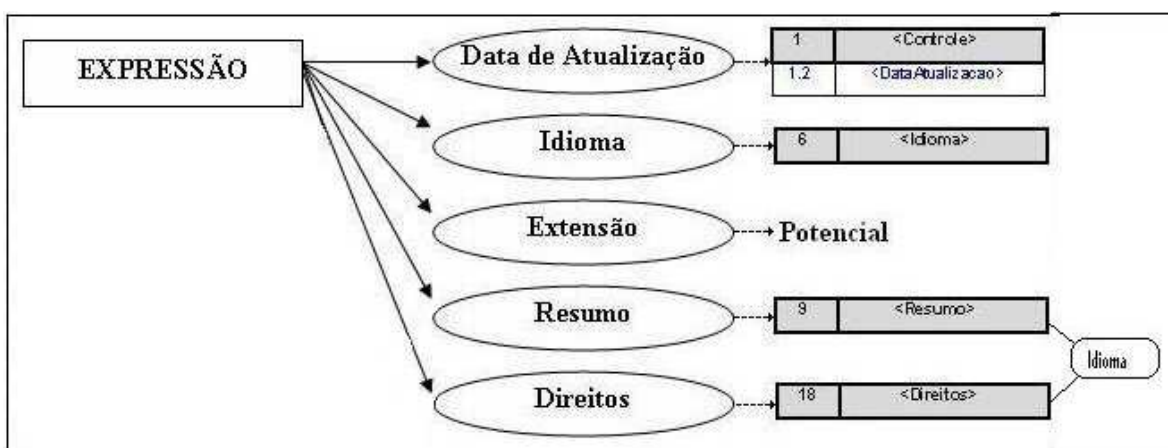 EXPRESSÃO
Data de Atualização
1 <Controle>
1.2 <DataAtualizacao>
Idioma
6 <Idioma>
Extensão
Potencial
Resumo
9 <Resumo>
Idioma
Direitos
18 <Direitos>